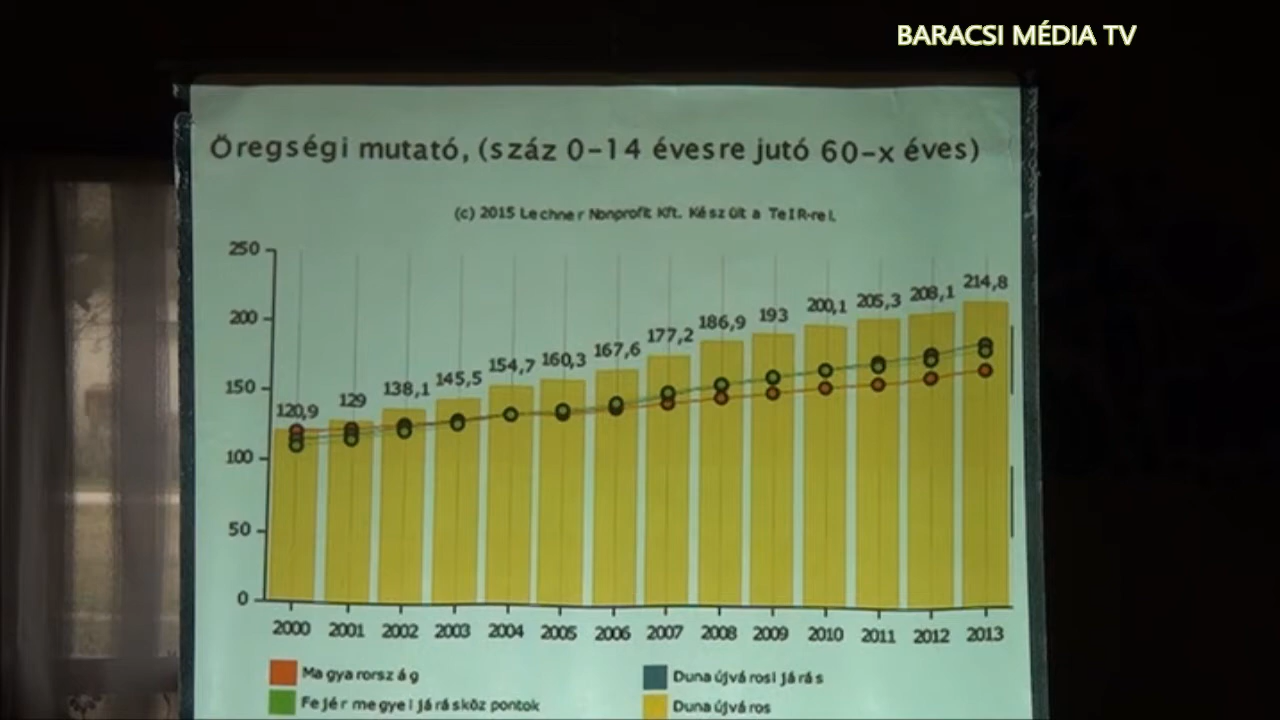 BARACSI MÉDIA TV
Öregségi mutató, (száz 0-14 évesre jutó 60-x éves)
(c) 2015 Lechner Nonprofit Kft. Készült a TeIR-rel.
250
200
150
100
50
0
120,9 129 138,1 145,5 154,7 160,3 167,6 177,2 186,9 193 200,1 205,3 208,1 214,8
2000 2001 2002 2003 2004 2005 2006 2007 2008 2009 2010 2011 2012 2013
Magyarország
Dunaújvárosi járás
Fejér megyei járásközpontok
Dunaújváros